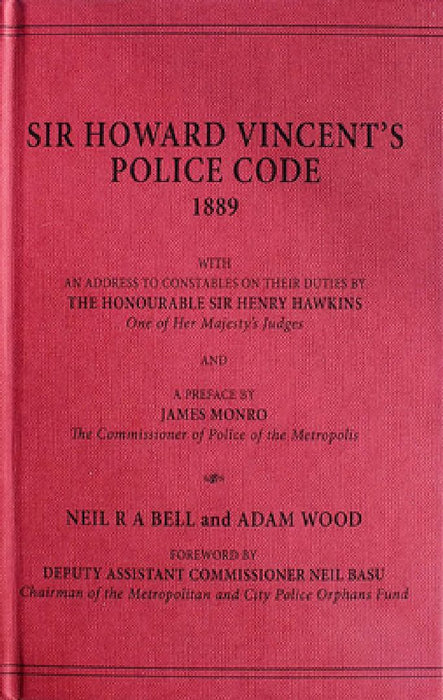 SIR HOWARD VINCENT'S
POLICE CODE
1889
WITH
AN ADDRESS TO CONSTABLES ON THEIR DUTIES BY
THE HONOURABLE SIR HENRY HAWKINS
One of Her Majesty's Judges
AND
A PREFACE BY
JAMES MONRO
The Commissioner of Police of the Metropolis
NEIL R A BELL and ADAM WOOD
FOREWORD BY
DEPUTY ASSISTANT COMMISSIONER NEIL BASU
Chairman of the Metropolitan and City Police Orphans Fund